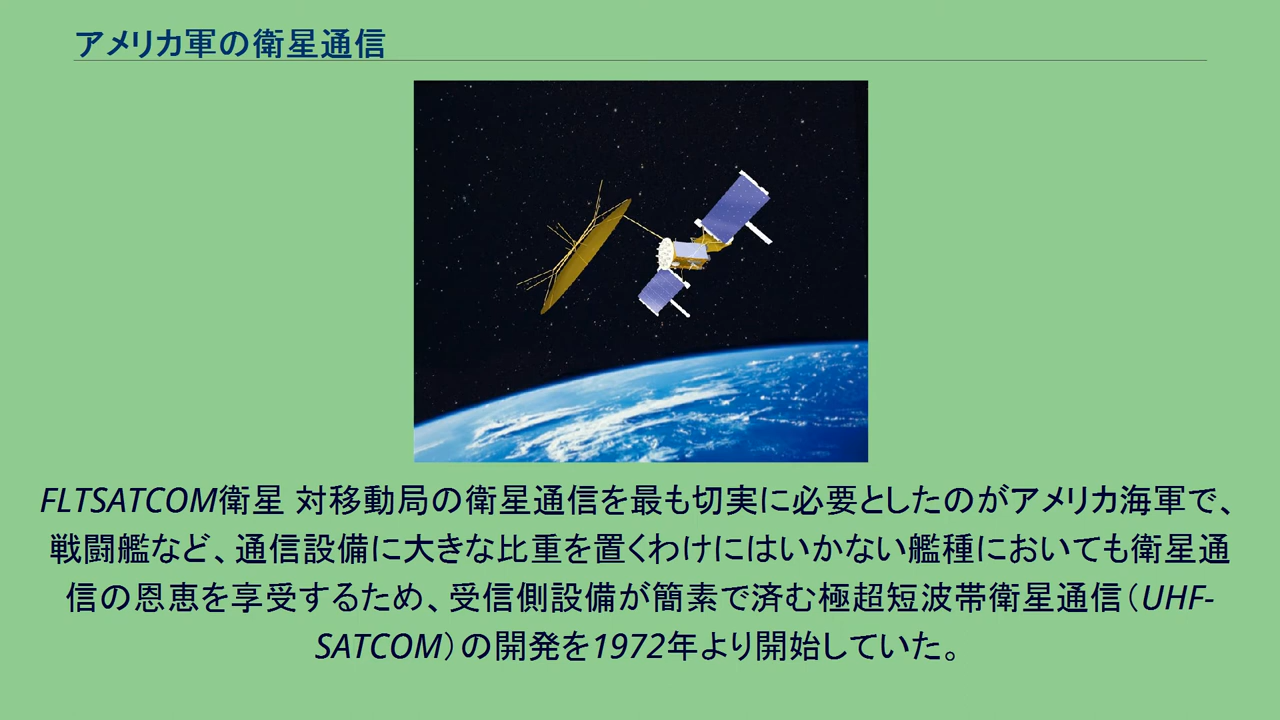 アメリカ軍の衛星通信
FLTSATCOM衛星 対移動局の衛星通信を最も切実に必要としたのがアメリカ海軍で、
戦闘艦など、通信設備に大きな比重を置くわけにはいかない艦種においても衛星通
信の恩恵を享受するため、受信側設備が簡素で済む極超短波帯衛星通信（UHF-
SATCOM）の開発を1972年より開始していた。